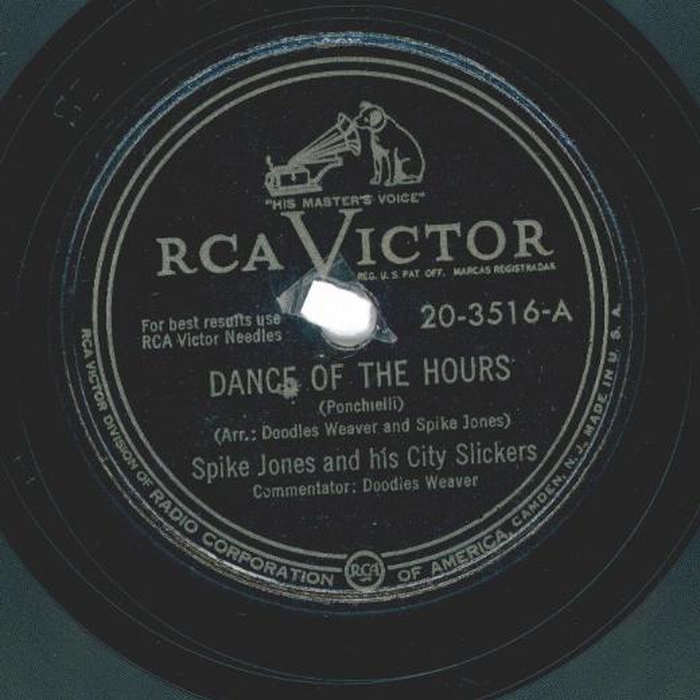 "HIS MASTER'S VOICE"
RCA VICTOR
REG. U. S. PAT. OFF. MARCAS REGISTRADAS
For best results use
RCA Victor Needles
20-3516-A
DANCE OF THE HOURS
(Ponchielli)
(Arr.: Doodles Weaver and Spike Jones)
Spike Jones and his City Slickers
Commentator: Doodles Weaver
RCA VICTOR DIVISION OF RADIO CORPORATION OF AMERICA, CAMDEN, N. J. MADE IN U. S. A.
RCA